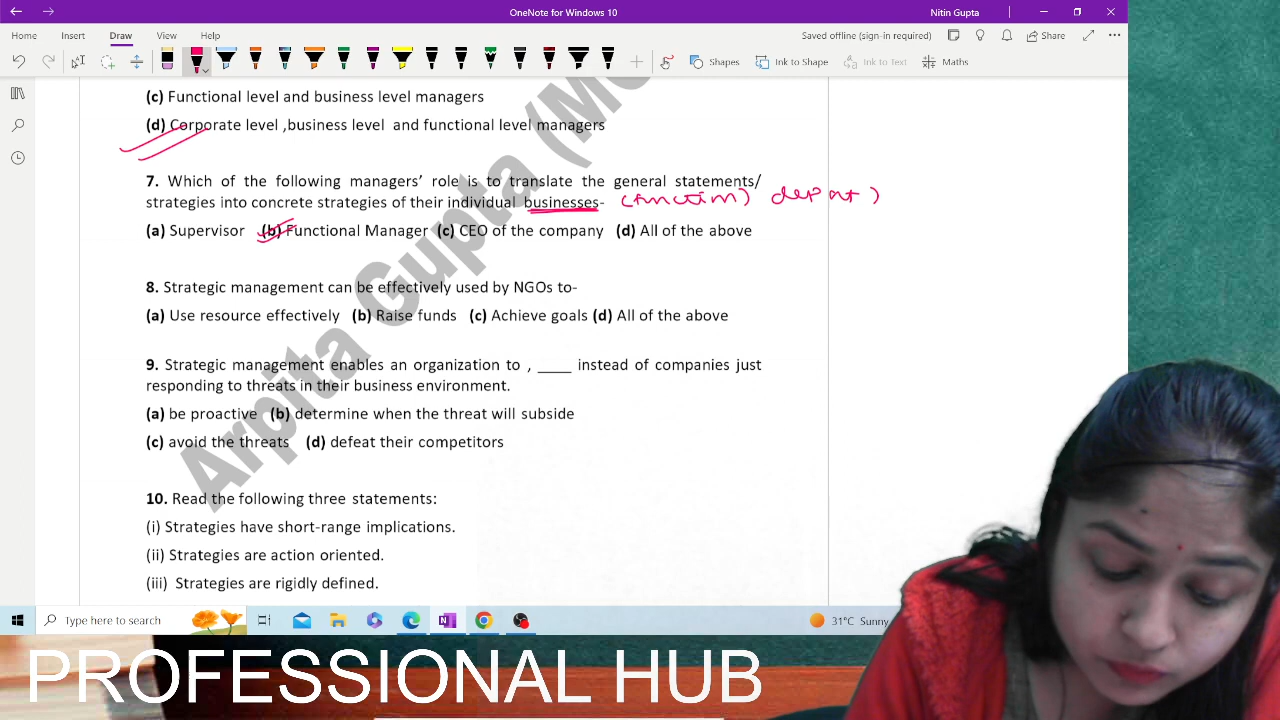 OneNote for Windows 10
Nitin Gupta
Home Insert Draw View Help
Saved offline (sign-in required)
Share
Shapes
Ink to Shape
Ink to Text
Maths
(c) Functional level and business level managers
(d) Corporate level ,business level and functional level managers
7. Which of the following managers' role is to translate the general statements/
strategies into concrete strategies of their individual businesses- (function)
(a) Supervisor (b) Functional Manager (c) CEO of the company (d) All of the above
8. Strategic management can be effectively used by NGOs to-
(a) Use resource effectively (b) Raise funds (c) Achieve goals (d) All of the above
9. Strategic management enables an organization to , ____ instead of companies just
responding to threats in their business environment.
(a) be proactive (b) determine when the threat will subside
(c) avoid the threats (d) defeat their competitors
10. Read the following three statements:
(i) Strategies have short-range implications.
(ii) Strategies are action oriented.
(iii) Strategies are rigidly defined.
Arpita Gupta
Type here to search
31°C Sunny
PROFESSIONAL HUB